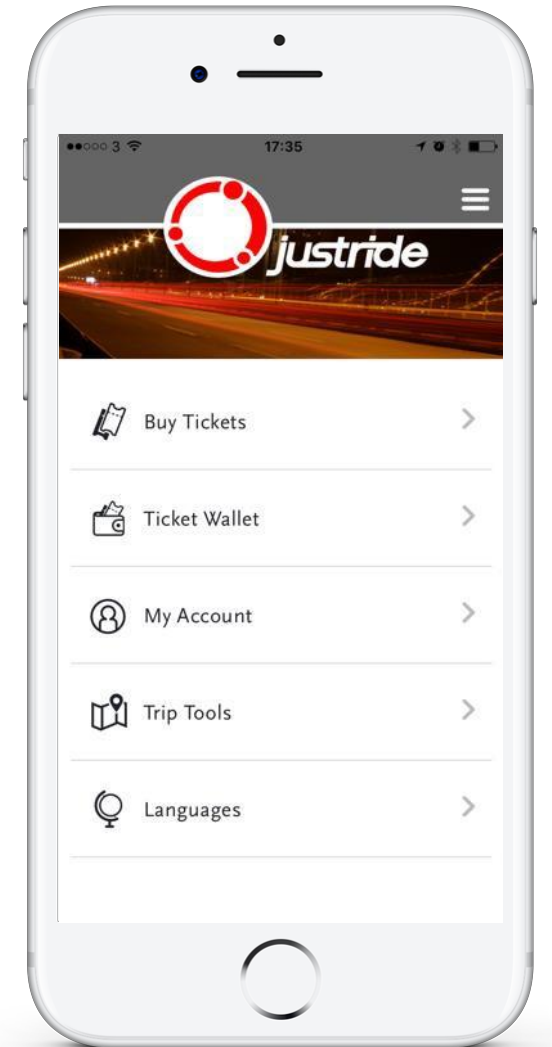 3 17:35
justride
Buy Tickets
Ticket Wallet
My Account
Trip Tools
Languages